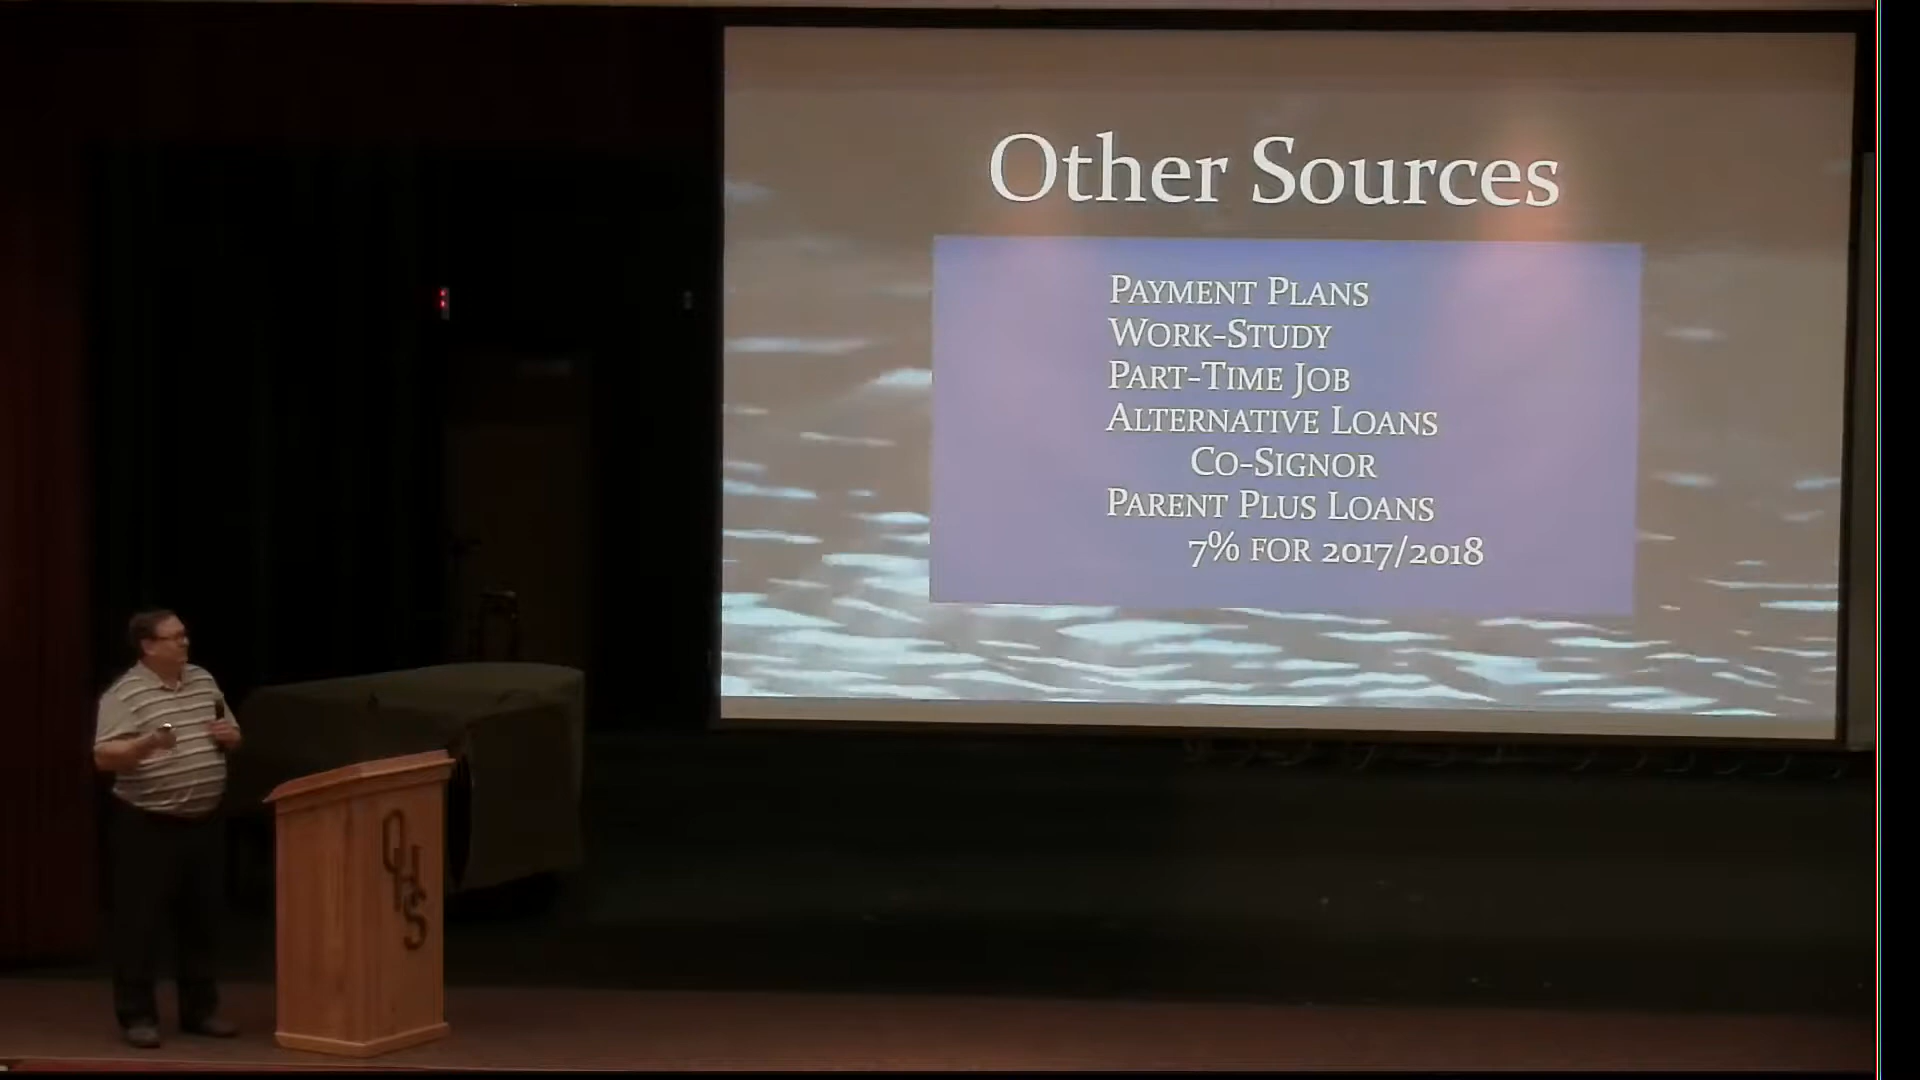 Other Sources
PAYMENT PLANS
WORK-STUDY
PART-TIME JOB
ALTERNATIVE LOANS
CO-SIGNOR
PARENT PLUS LOANS
7% FOR 2017/2018
QHS